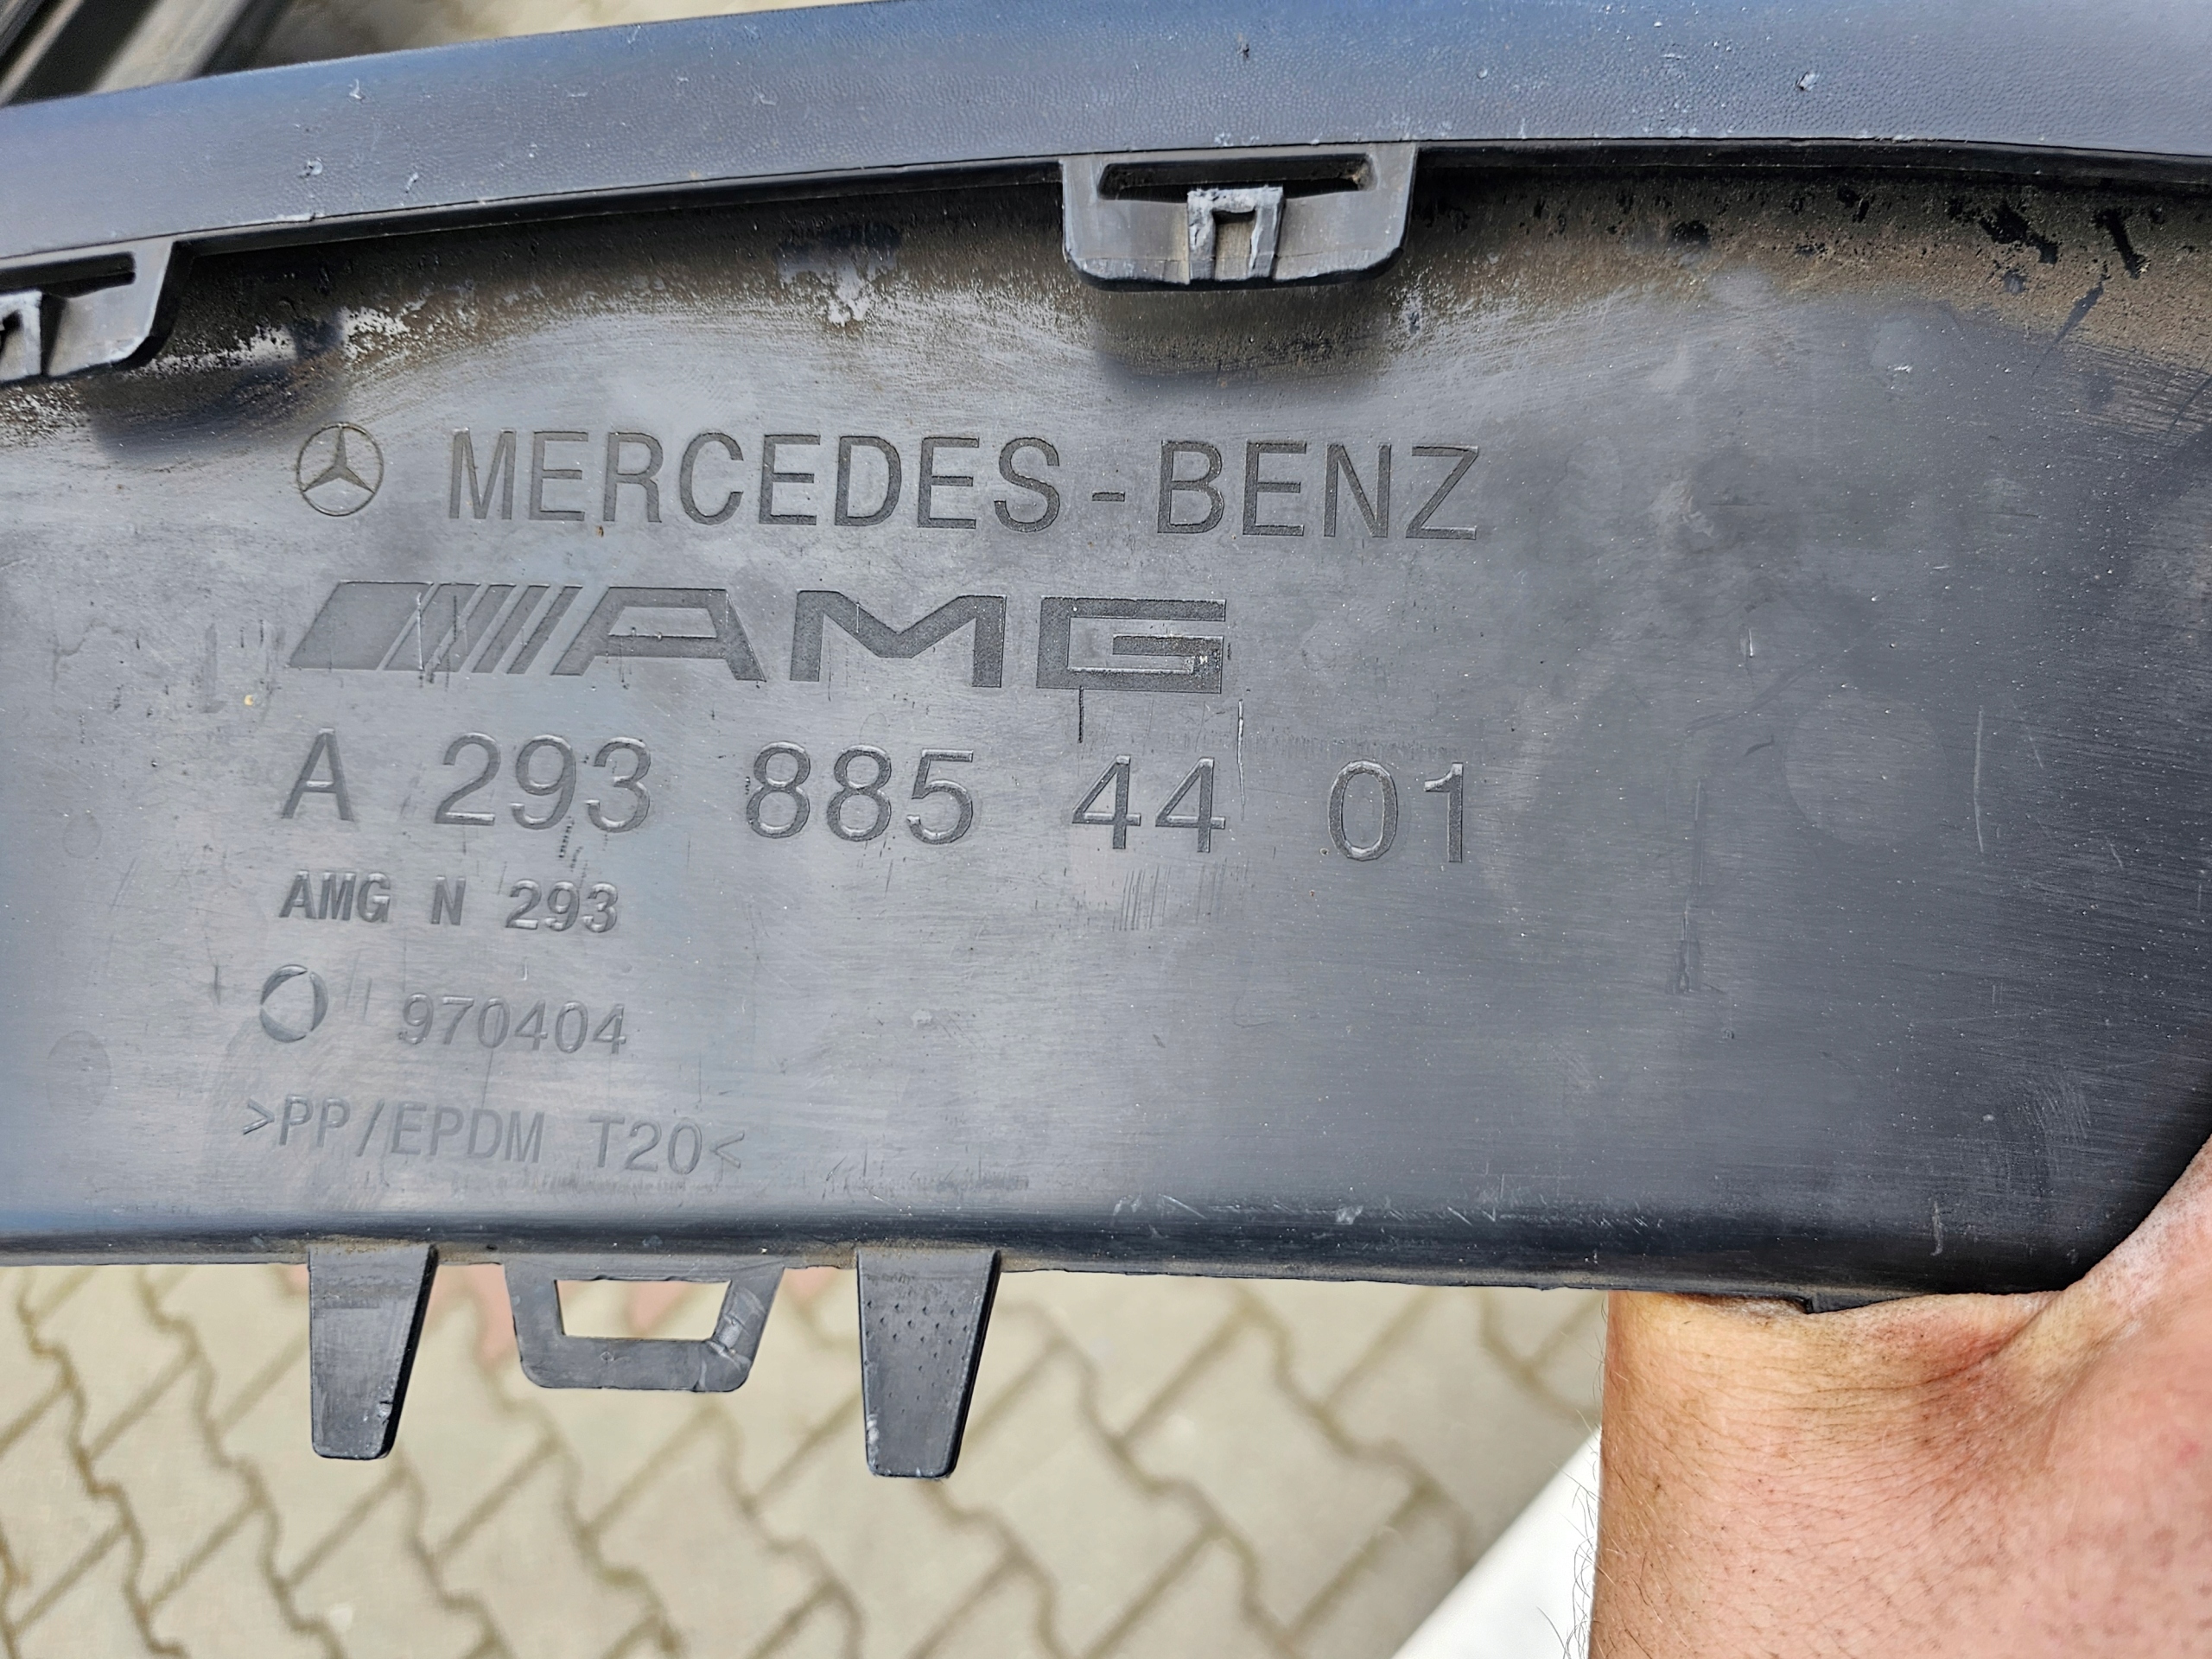 MERCEDES-BENZ
AMG
A 293 885 44 01
AMG N 293
970404
>PP/EPDM T20<